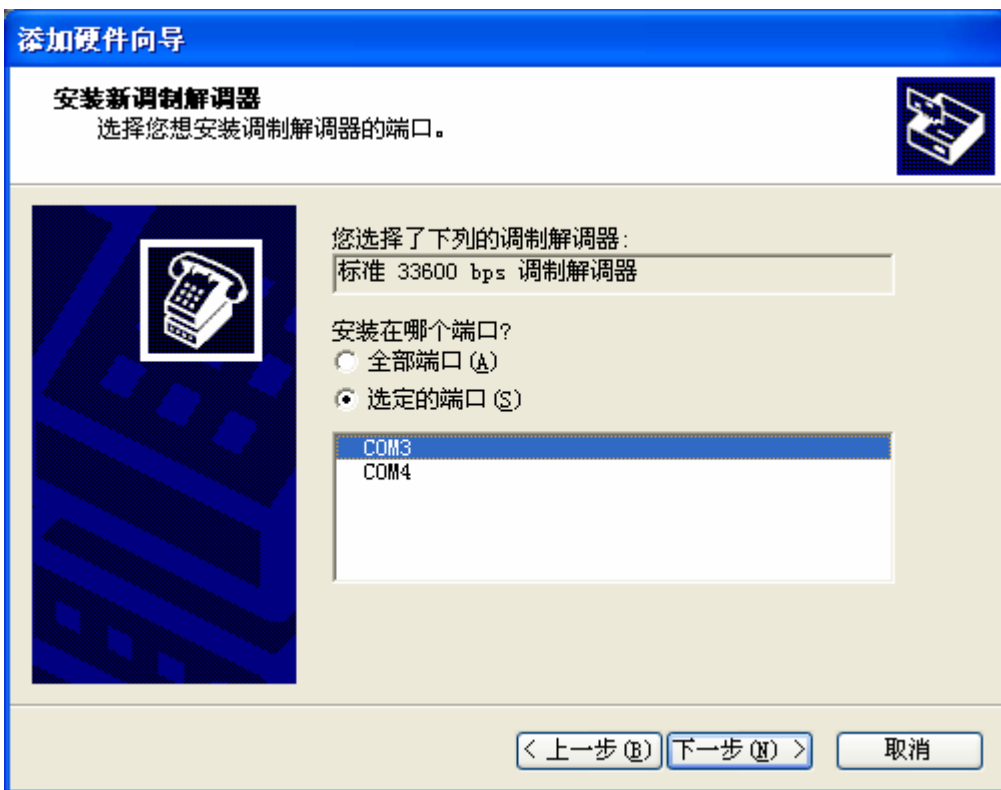 添加硬件向导
安装新调制解调器
选择您想安装调制解调器的端口。
您选择了下列的调制解调器:
标准 33600 bps 调制解调器
安装在哪个端口?
全部端口(A)
选定的端口(S)
COM3
COM4
< 上一步(B) 下一步(N) > 取消